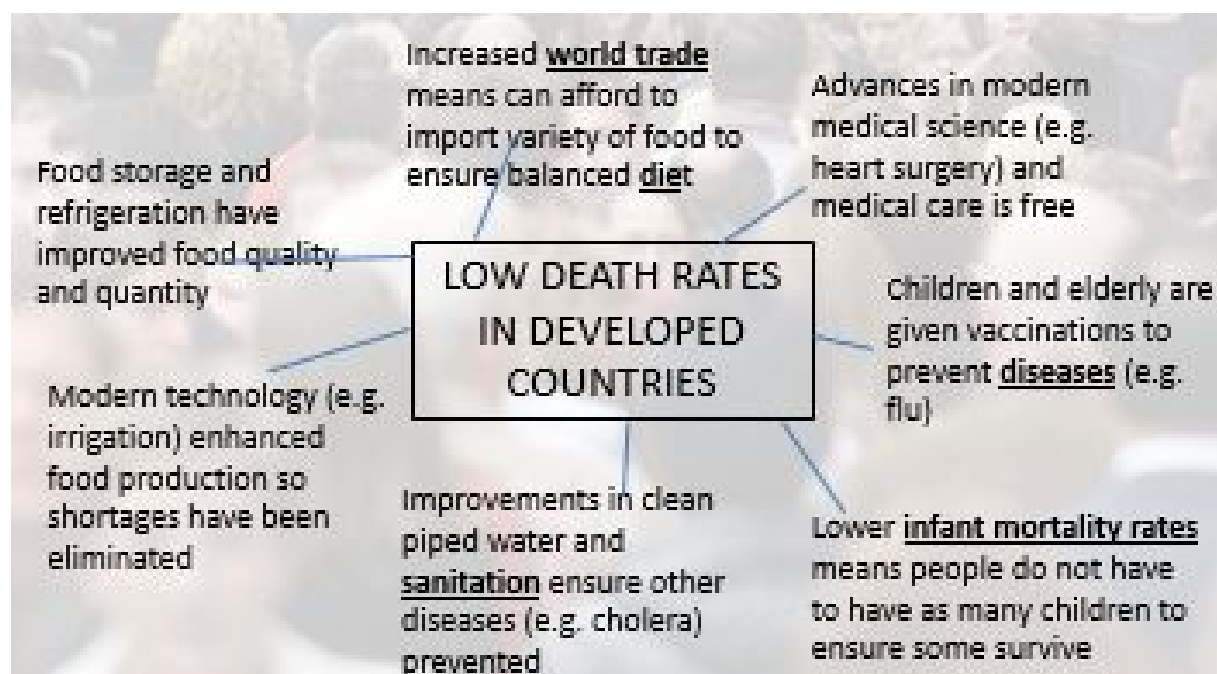 Increased world trade
means can afford to
import variety of food to
ensure balanced diet
Advances in modern
medical science (e.g.
heart surgery) and
medical care is free
Food storage and
refrigeration have
improved food quality
and quantity
LOW DEATH RATES
IN DEVELOPED
COUNTRIES
Children and elderly are
given vaccinations to
prevent diseases (e.g.
flu)
Modern technology (e.g.
irrigation) enhanced
food production so
shortages have been
eliminated
Improvements in clean
piped water and
sanitation ensure other
diseases (e.g. cholera)
prevented
Lower infant mortality rates
means people do not have
to have as many children to
ensure some survive